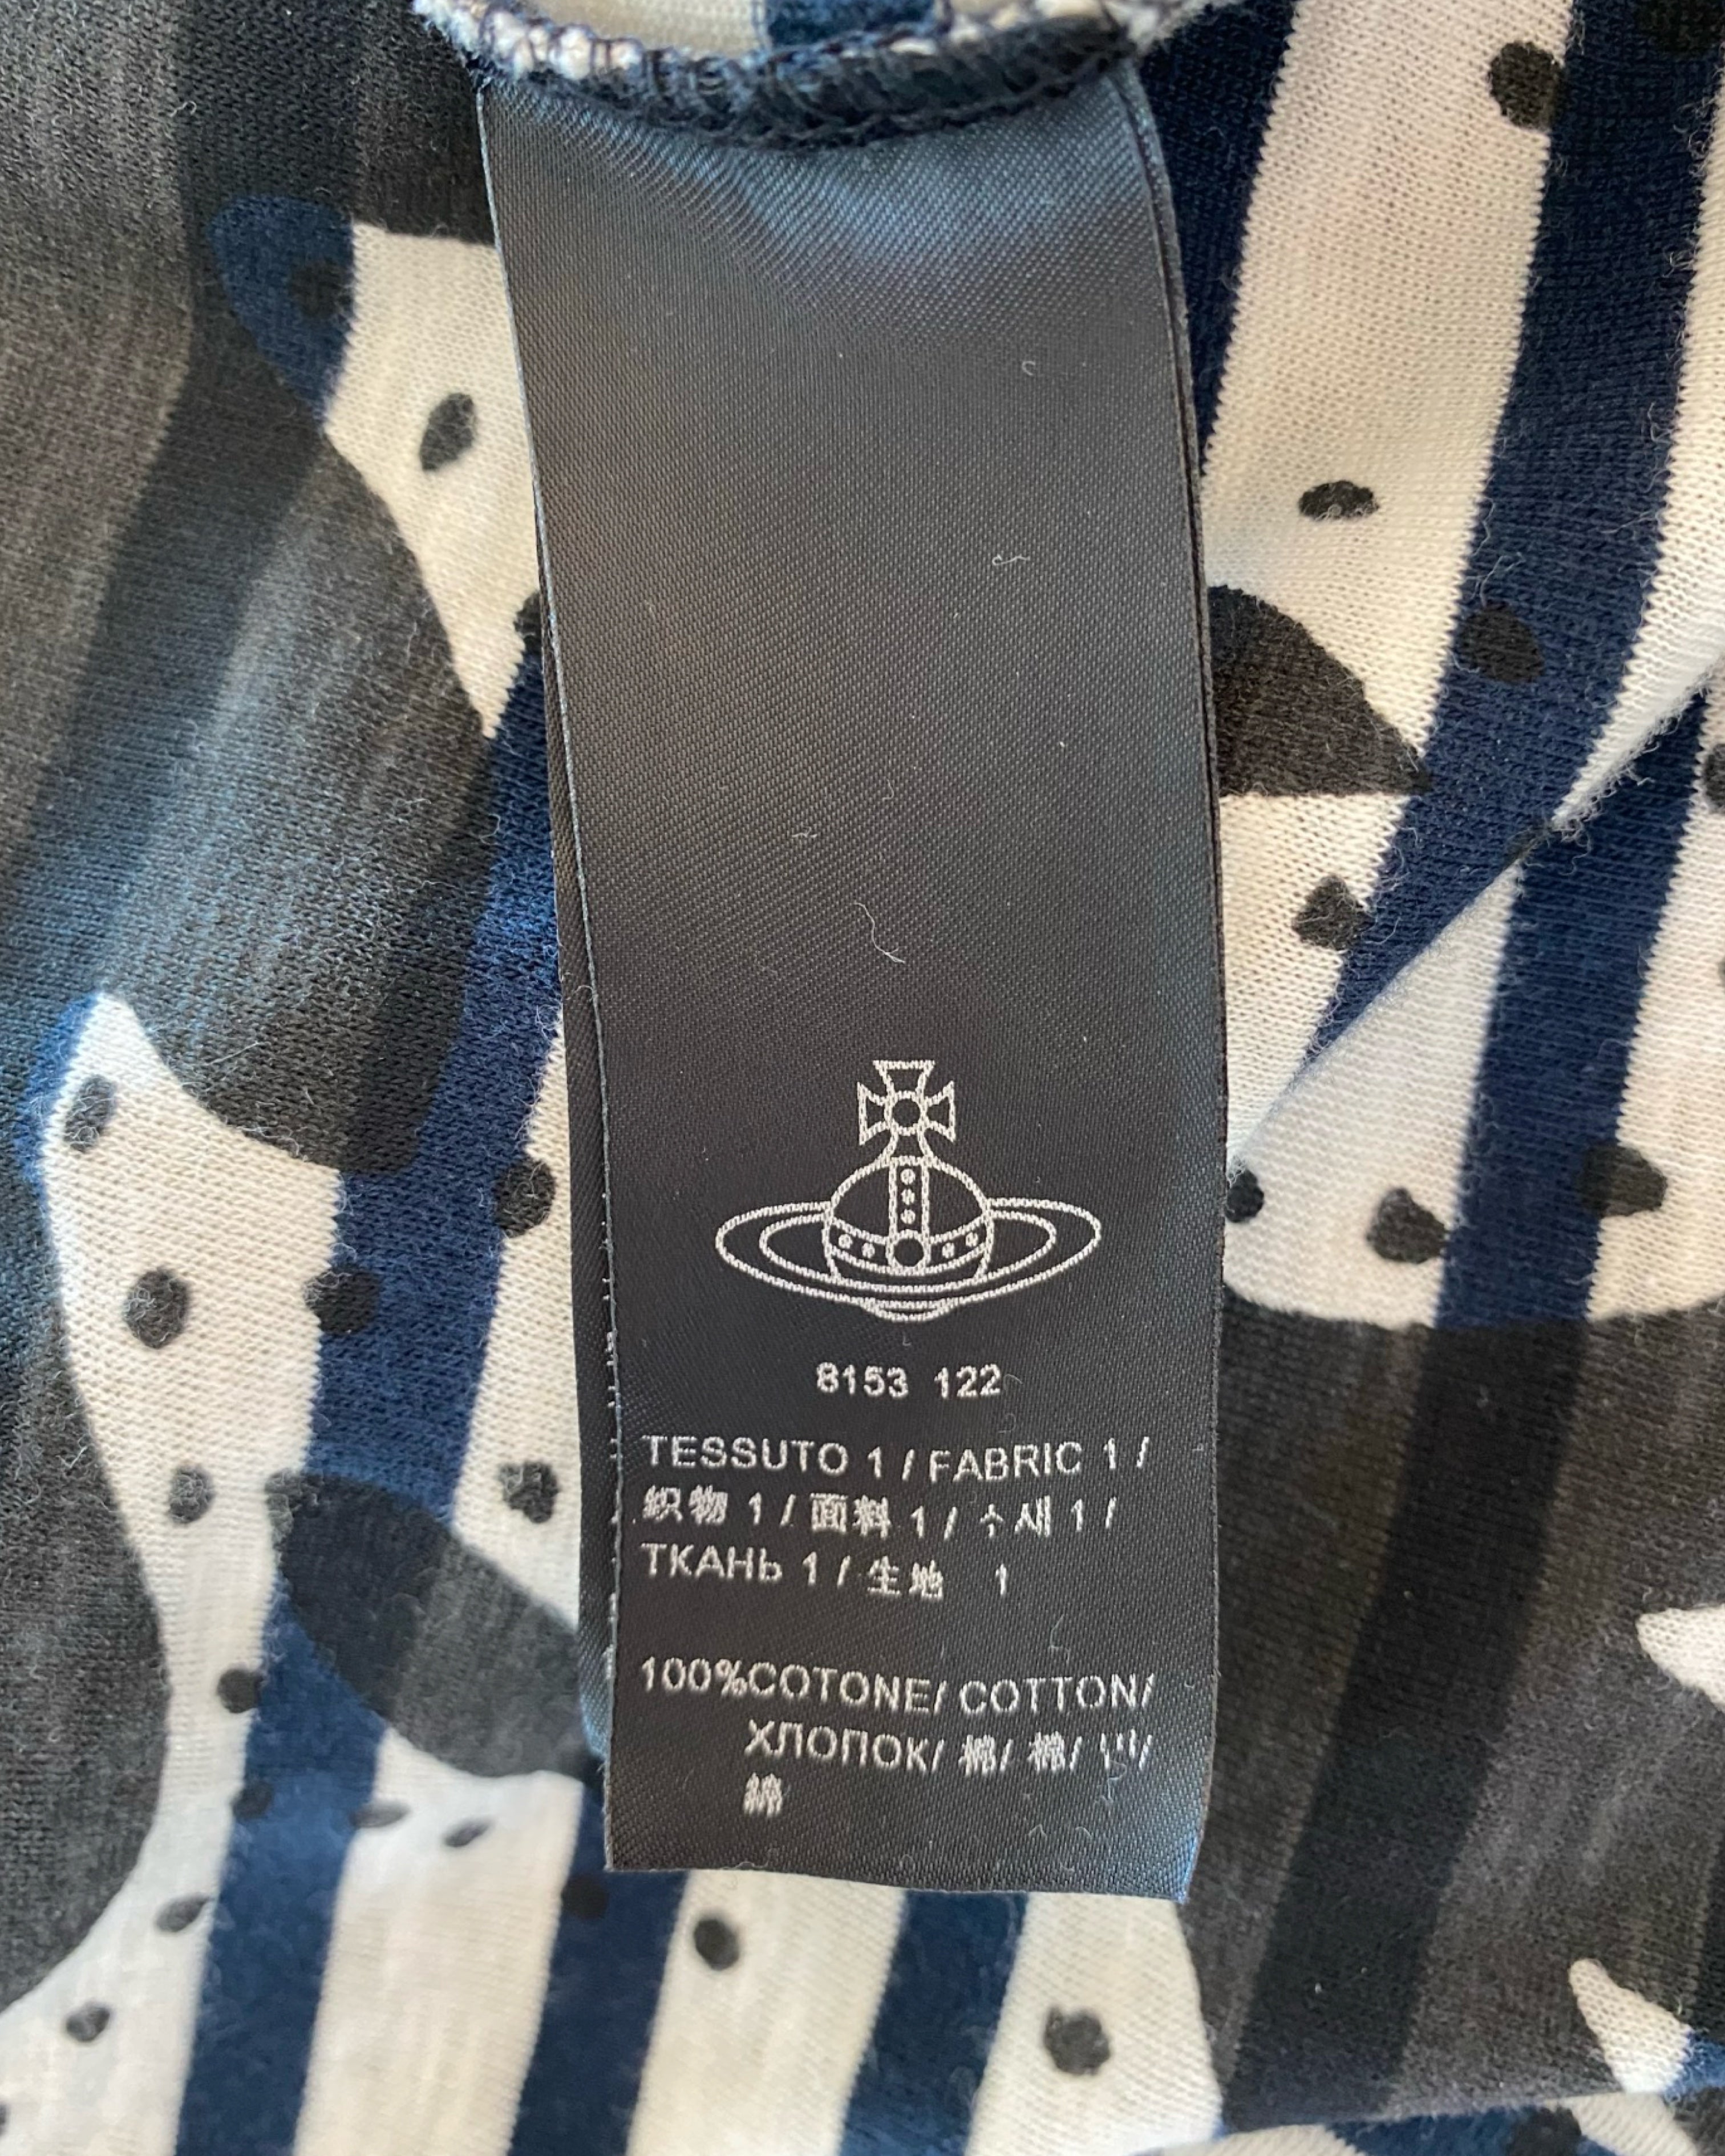 8153 122
TESSUTO 1 / FABRIC 1 /
织物 1 / 面料 1 / 소재 1 /
ТКАНЬ 1 / 生地 1
100%COTONE/ COTTON/
ХЛОПОК/ 棉/ 棉/ 면/
綿